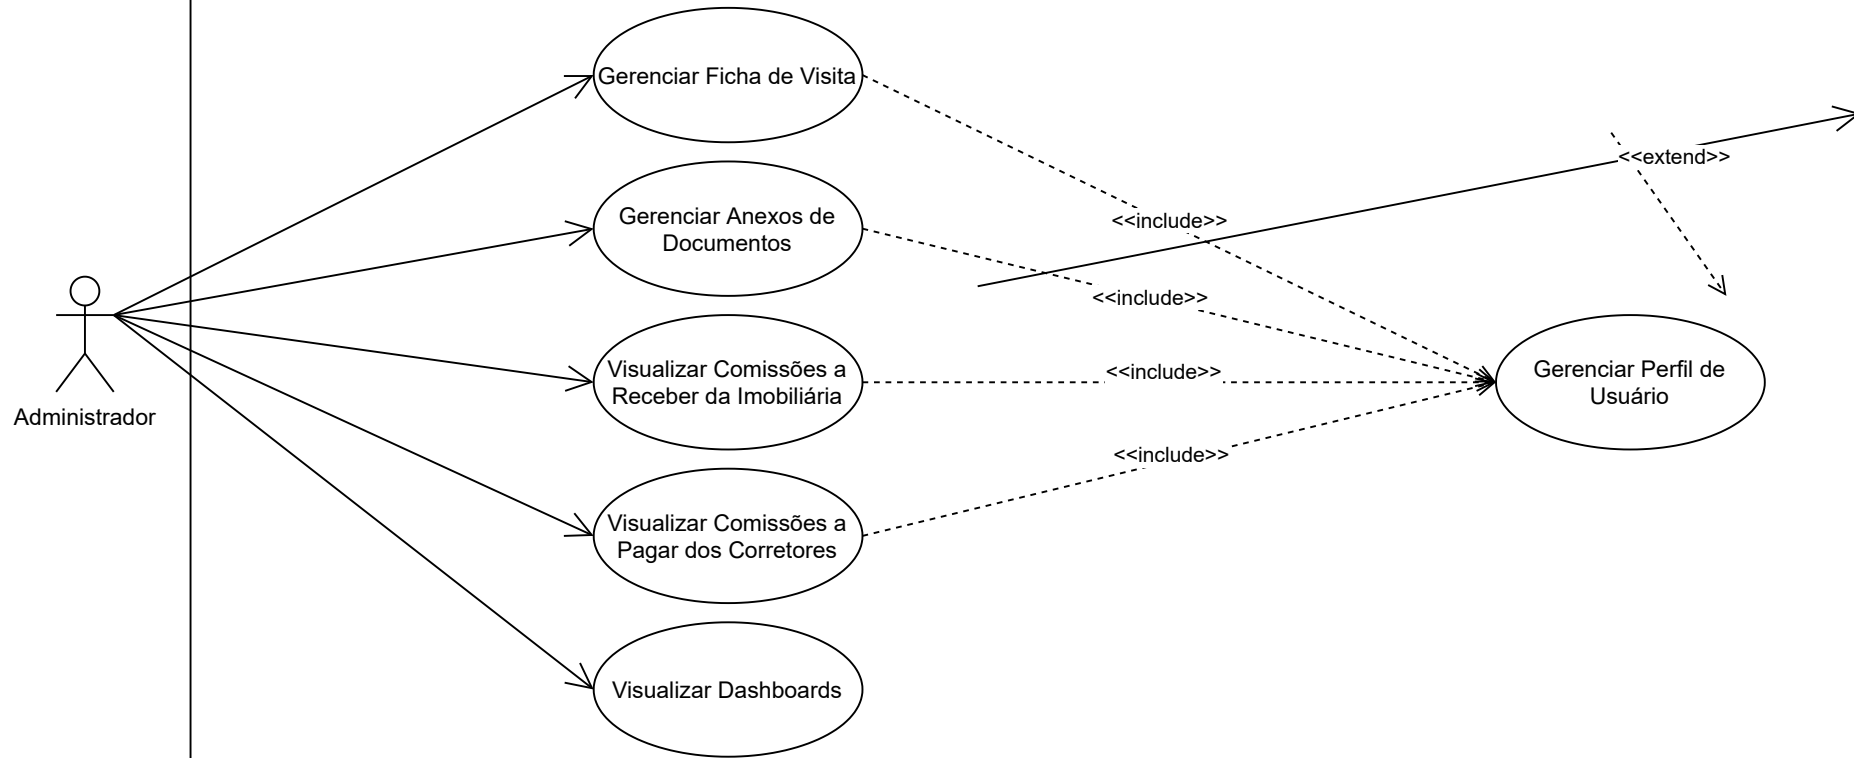 Gerenciar Ficha de Visita
<<extend>>
Gerenciar Anexos de
Documentos
<<include>>
<<include>>
Visualizar Comissões a
Receber da Imobiliária
<<include>>
Gerenciar Perfil de
Usuário
Administrador
<<include>>
Visualizar Comissões a
Pagar dos Corretores
Visualizar Dashboards